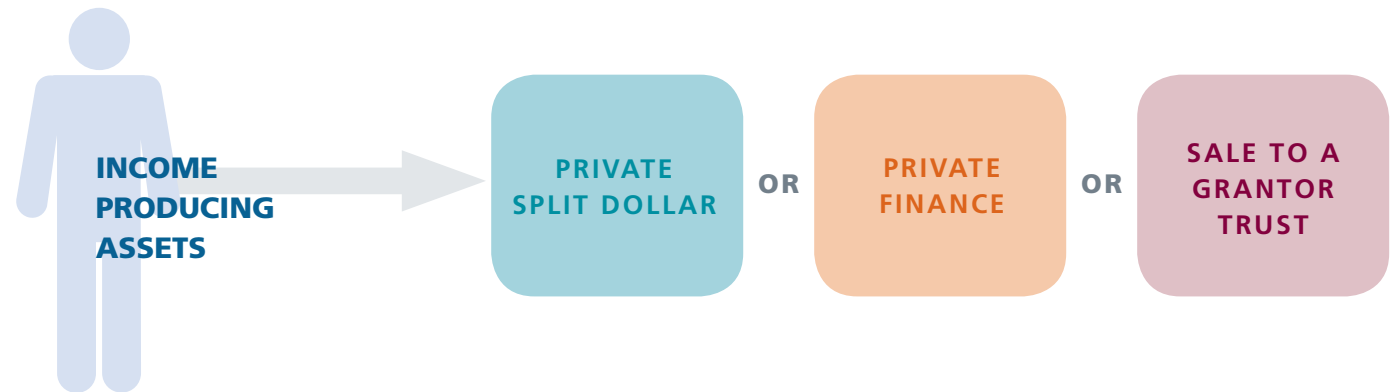 INCOME
PRODUCING
ASSETS
PRIVATE
SPLIT DOLLAR
OR
PRIVATE
FINANCE
OR
SALE TO A
GRANTOR
TRUST